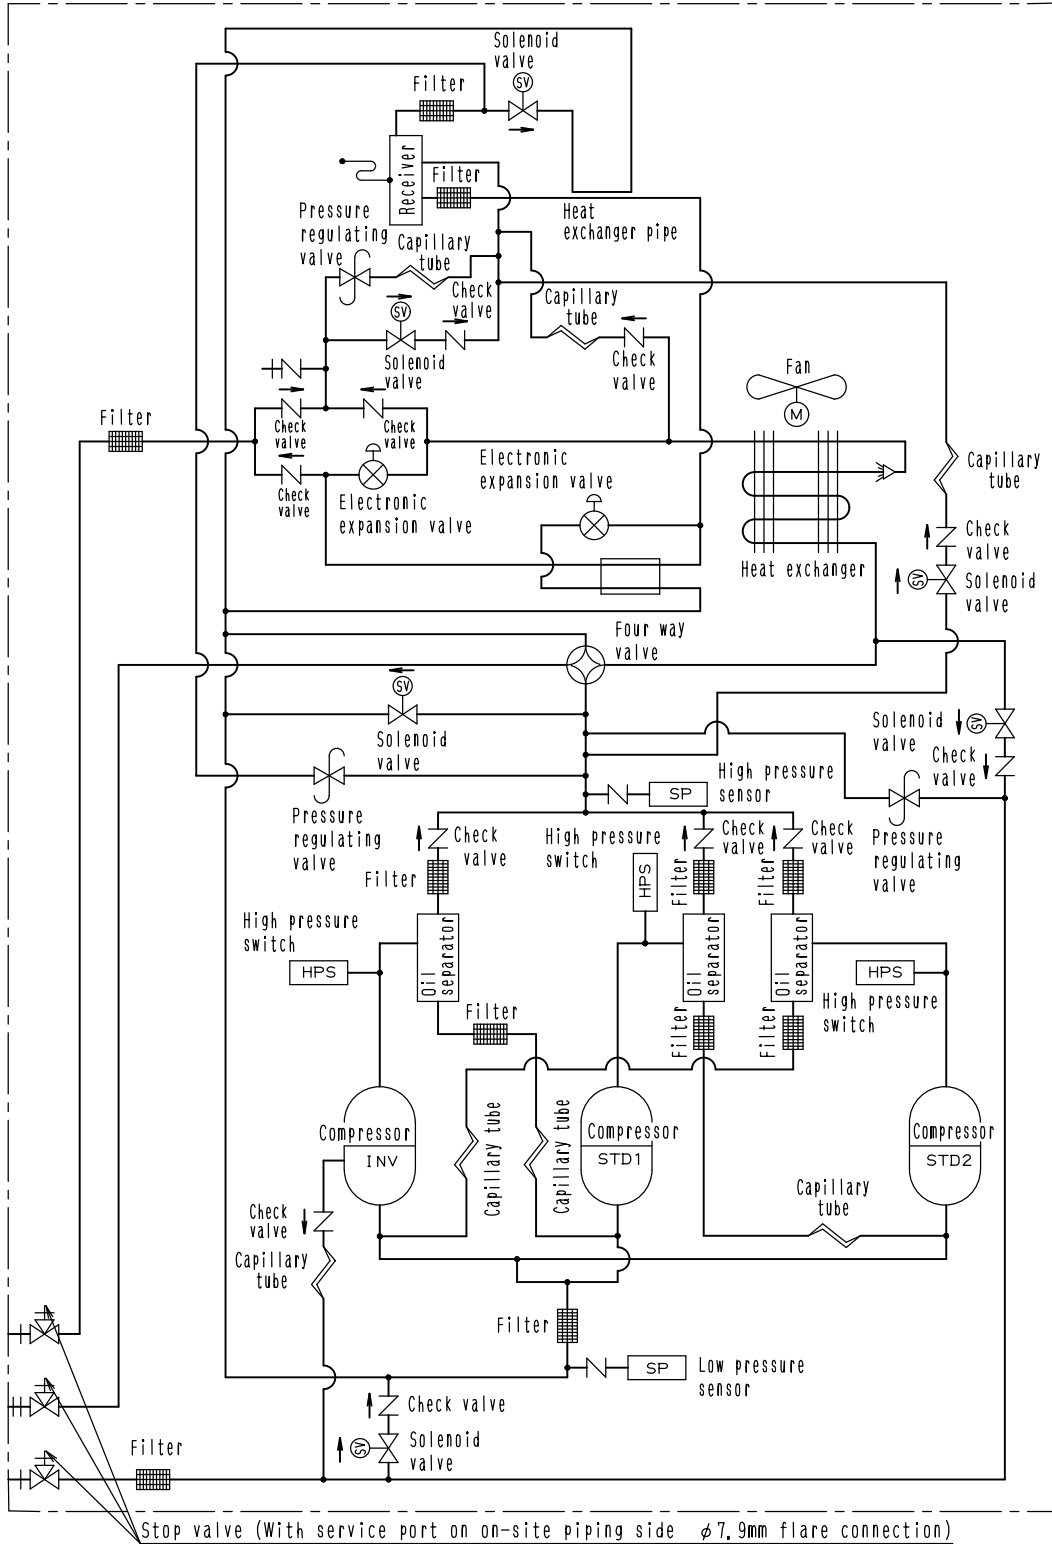 Solenoid
valve
SV
Filter
Receiver
Filter
Heat
exchanger pipe
Pressure
regulating
valve
Capillary
tube
Check
valve
SV
Solenoid
valve
Capillary
tube
Check
valve
Fan
M
Filter
Check
valve
Check
valve
Check
valve
Electronic
expansion valve
Electronic
expansion valve
Heat exchanger
Capillary
tube
Check
valve
SV
Solenoid
valve
Four way
valve
SV
Solenoid
valve
Solenoid
valve
SV
Check
valve
Pressure
regulating
valve
High pressure
sensor
SP
Pressure
regulating
valve
Check
valve
High pressure
switch
Check
valve
Check
valve
Filter
HPS
Filter
Filter
High pressure
switch
HPS
Oil
separator
Oil
separator
Oil
separator
HPS
High pressure
switch
Filter
Filter
Filter
Compressor
INV
Capillary tube
Capillary tube
Compressor
STD1
Compressor
STD2
Capillary
tube
Check
valve
Capillary
tube
Filter
SP
Low pressure
sensor
Check valve
SV
Solenoid
valve
Filter
Stop valve (With service port on on-site piping side φ7.9mm flare connection)